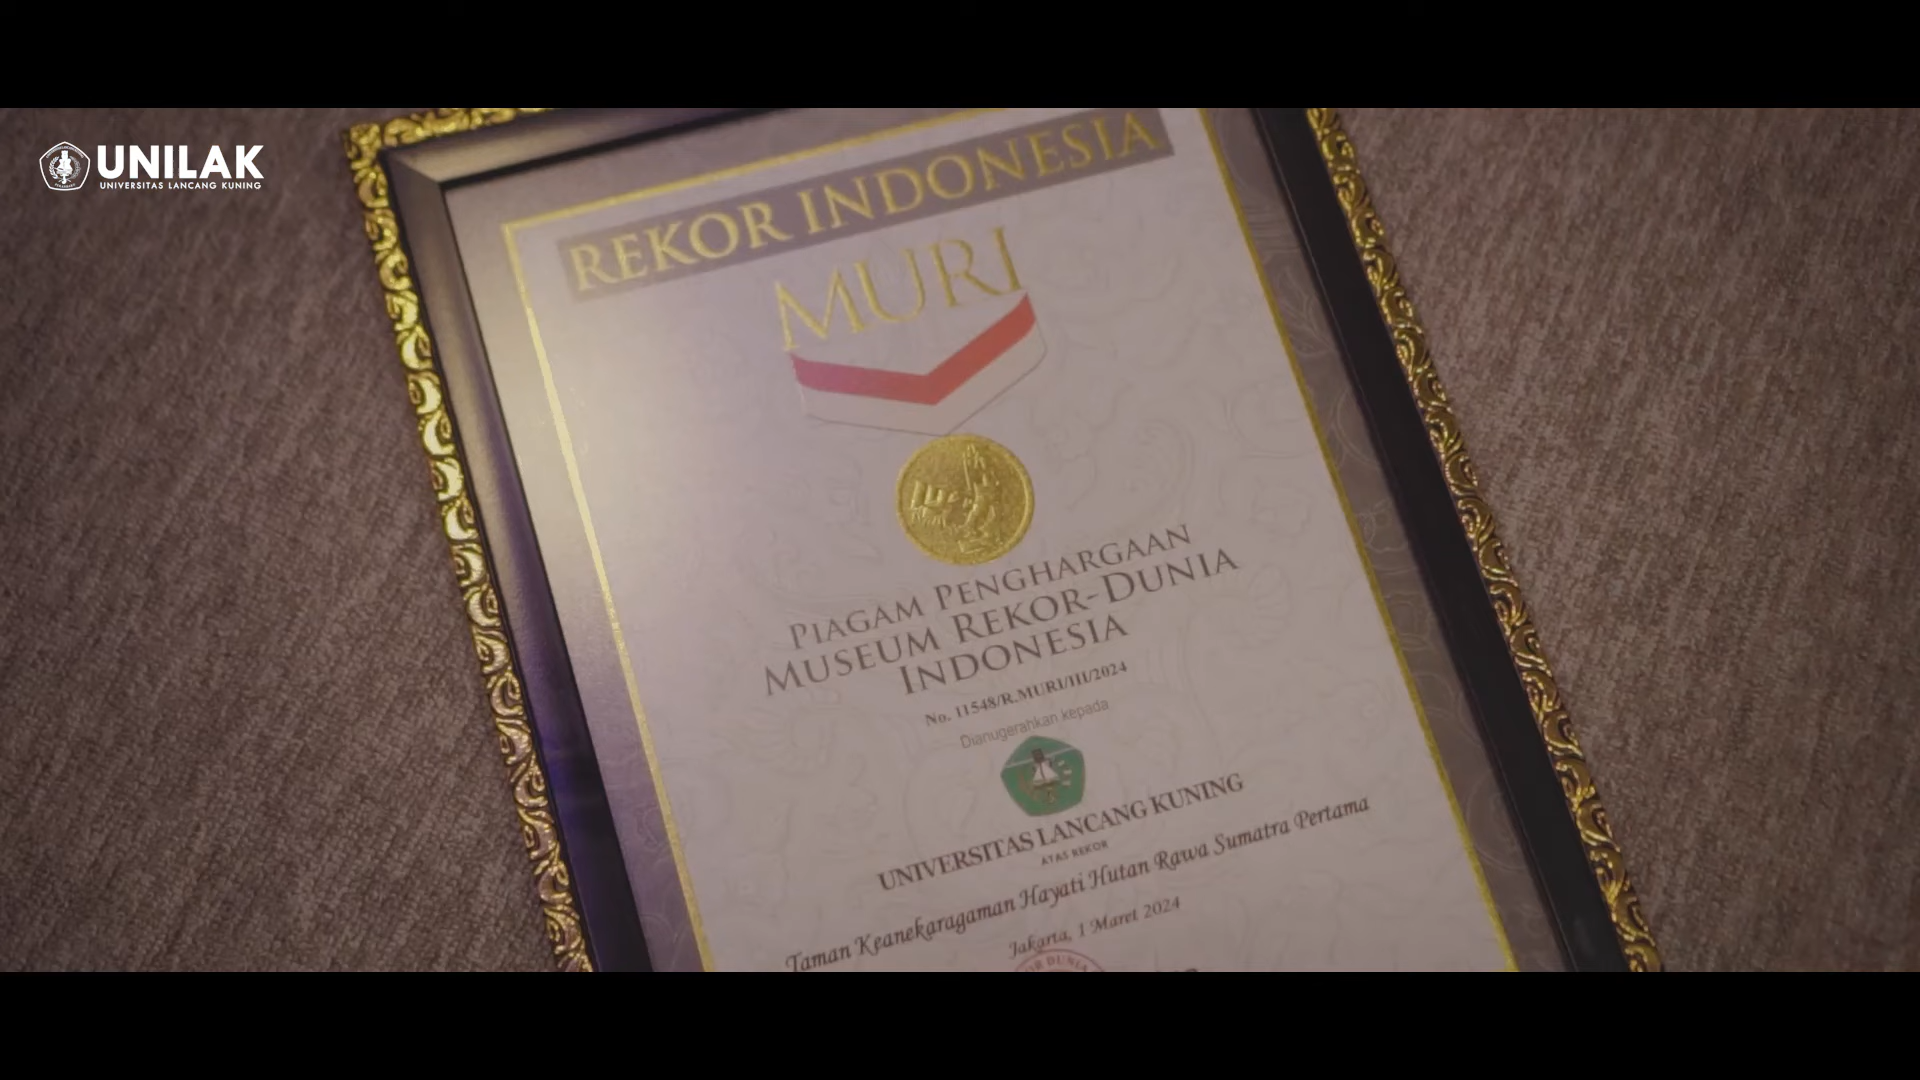 UNILAK
UNIVERSITAS LANCANG KUNING
REKOR INDONESIA
MURI
PIAGAM PENGHARGAAN
MUSEUM REKOR-DUNIA
INDONESIA
No. 11548/R.MURI/III/2024
Dianugerahkan kepada
UNIVERSITAS LANCANG KUNING
ATAS REKOR
Taman Keanekaragaman Hayati Hutan Rawa Sumatra Pertama
Jakarta, 1 Maret 2024